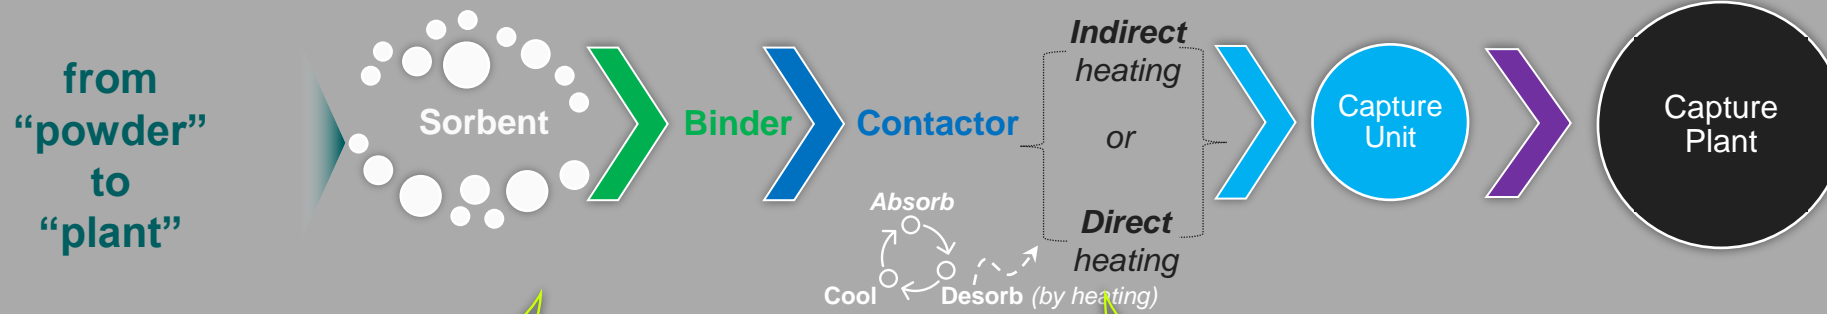 from
“powder”
to
“plant”
Sorbent
Binder
Contactor
Indirect
heating
or
Direct
heating
Absorb
Cool
Desorb (by heating)
Capture
Unit
Capture
Plant